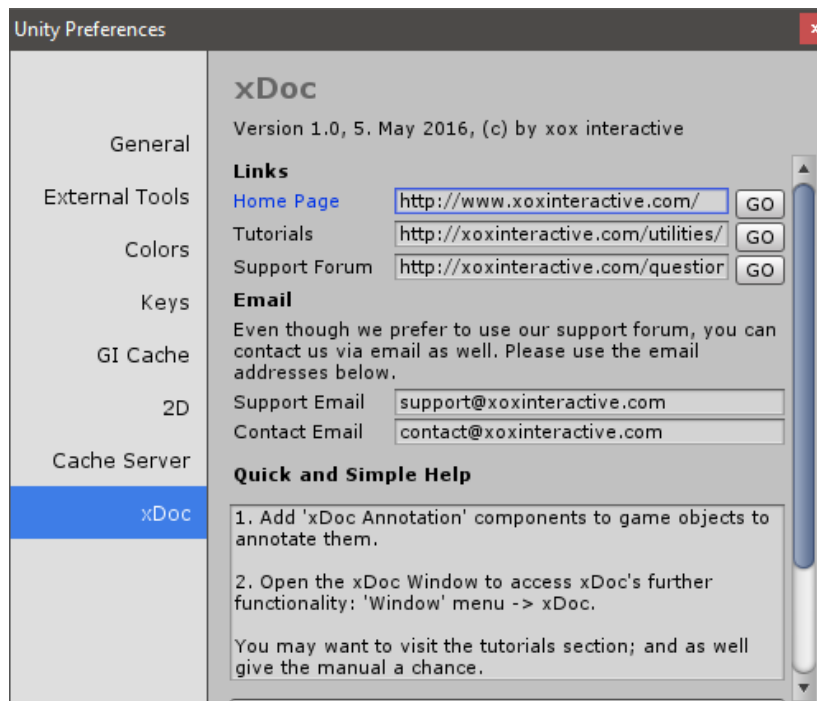 Unity Preferences
x
General
External Tools
Colors
Keys
GI Cache
2D
Cache Server
xDoc
xDoc
Version 1.0, 5. May 2016, (c) by xox interactive
Links
Home Page http://www.xoxinteractive.com/ GO
Tutorials http://xoxinteractive.com/utilities/ GO
Support Forum http://xoxinteractive.com/question GO
Email
Even though we prefer to use our support forum, you can
contact us via email as well. Please use the email
addresses below.
Support Email support@xoxinteractive.com
Contact Email contact@xoxinteractive.com
Quick and Simple Help
1. Add 'xDoc Annotation' components to game objects to
annotate them.
2. Open the xDoc Window to access xDoc's further
functionality: 'Window' menu -> xDoc.
You may want to visit the tutorials section; and as well
give the manual a chance.